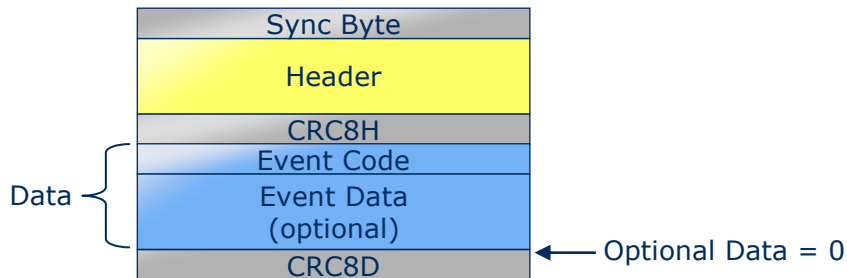 Sync Byte
Header
CRC8H
Event Code
Data
Event Data
(optional)
Optional Data = 0
CRC8D